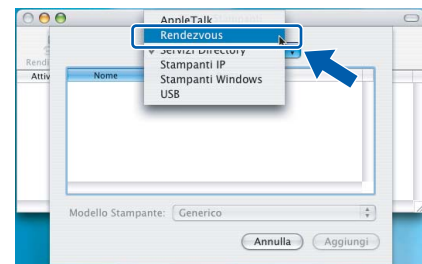 AppleTalk
Rendezvous
Servizi Directory
Stampanti IP
Stampanti Windows
USB
Rendi
Attiv
Nome
Modello Stampante: Generico
Annulla Aggiungi